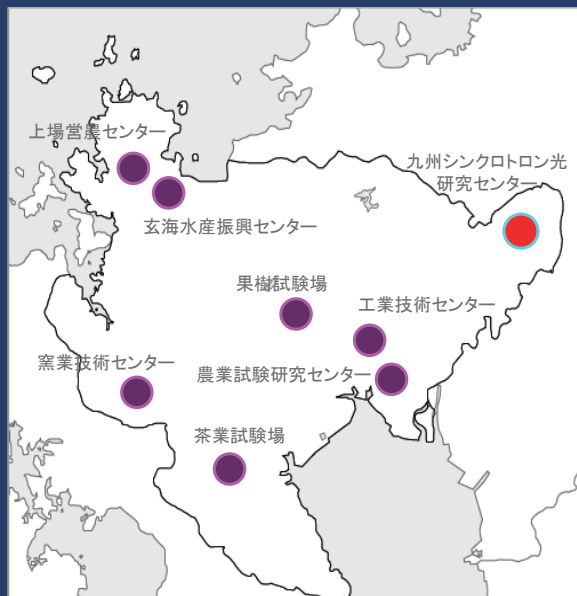 上場営農センター
九州シンクロトロン光
研究センター
玄海水産振興センター
果樹試験場
工業技術センター
窯業技術センター
農業試験研究センター
茶業試験場